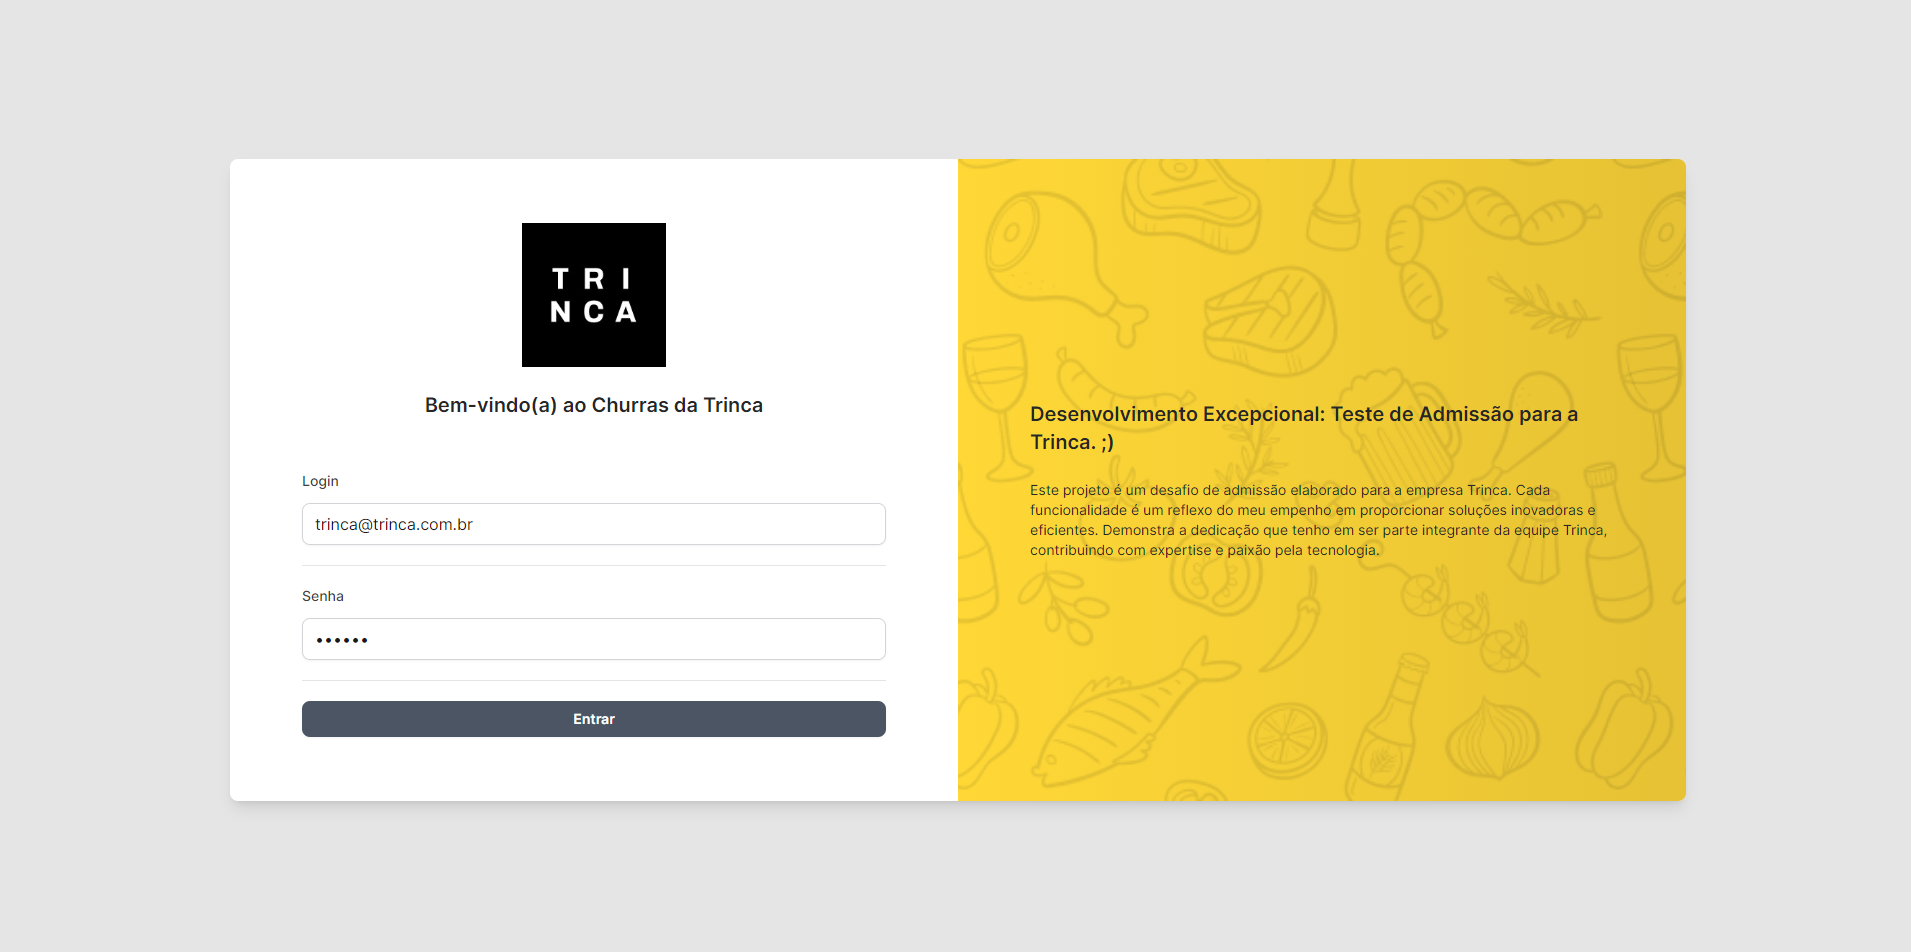 TRI
NCA
Bem-vindo(a) ao Churras da Trinca
Login
trinca@trinca.com.br
Senha
••••••
Entrar
Desenvolvimento Excepcional: Teste de Admissão para a
Trinca. ;)
Este projeto é um desafio de admissão elaborado para a empresa Trinca. Cada
funcionalidade é um reflexo do meu empenho em proporcionar soluções inovadoras e
eficientes. Demonstra a dedicação que tenho em ser parte integrante da equipe Trinca,
contribuindo com expertise e paixão pela tecnologia.